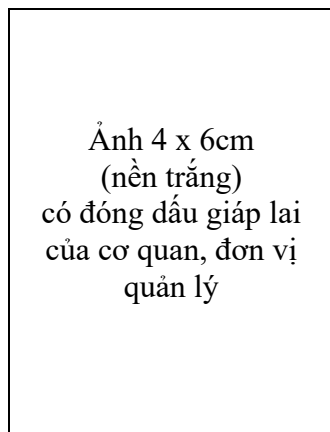 Ảnh 4 x 6cm
(nền trắng)
có đóng dấu giáp lai
của cơ quan, đơn vị
quản lý